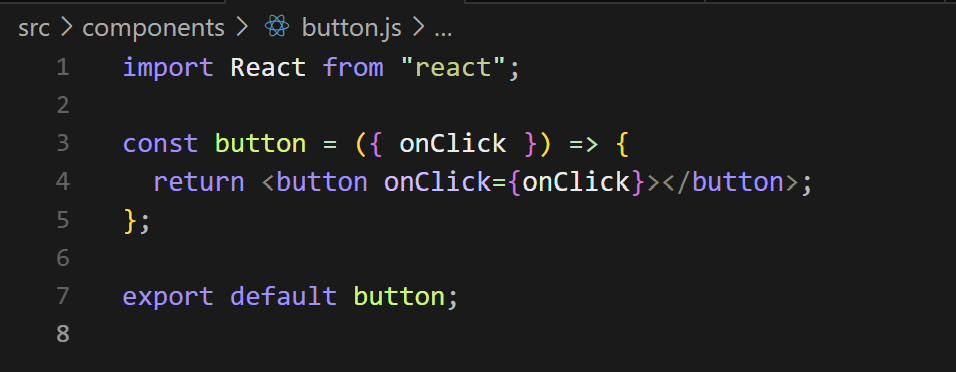 src > components > button.js > ...
1 import React from "react";
2
3 const button = ({ onClick }) => {
4   return <button onClick={onClick}></button>;
5 };
6
7 export default button;
8